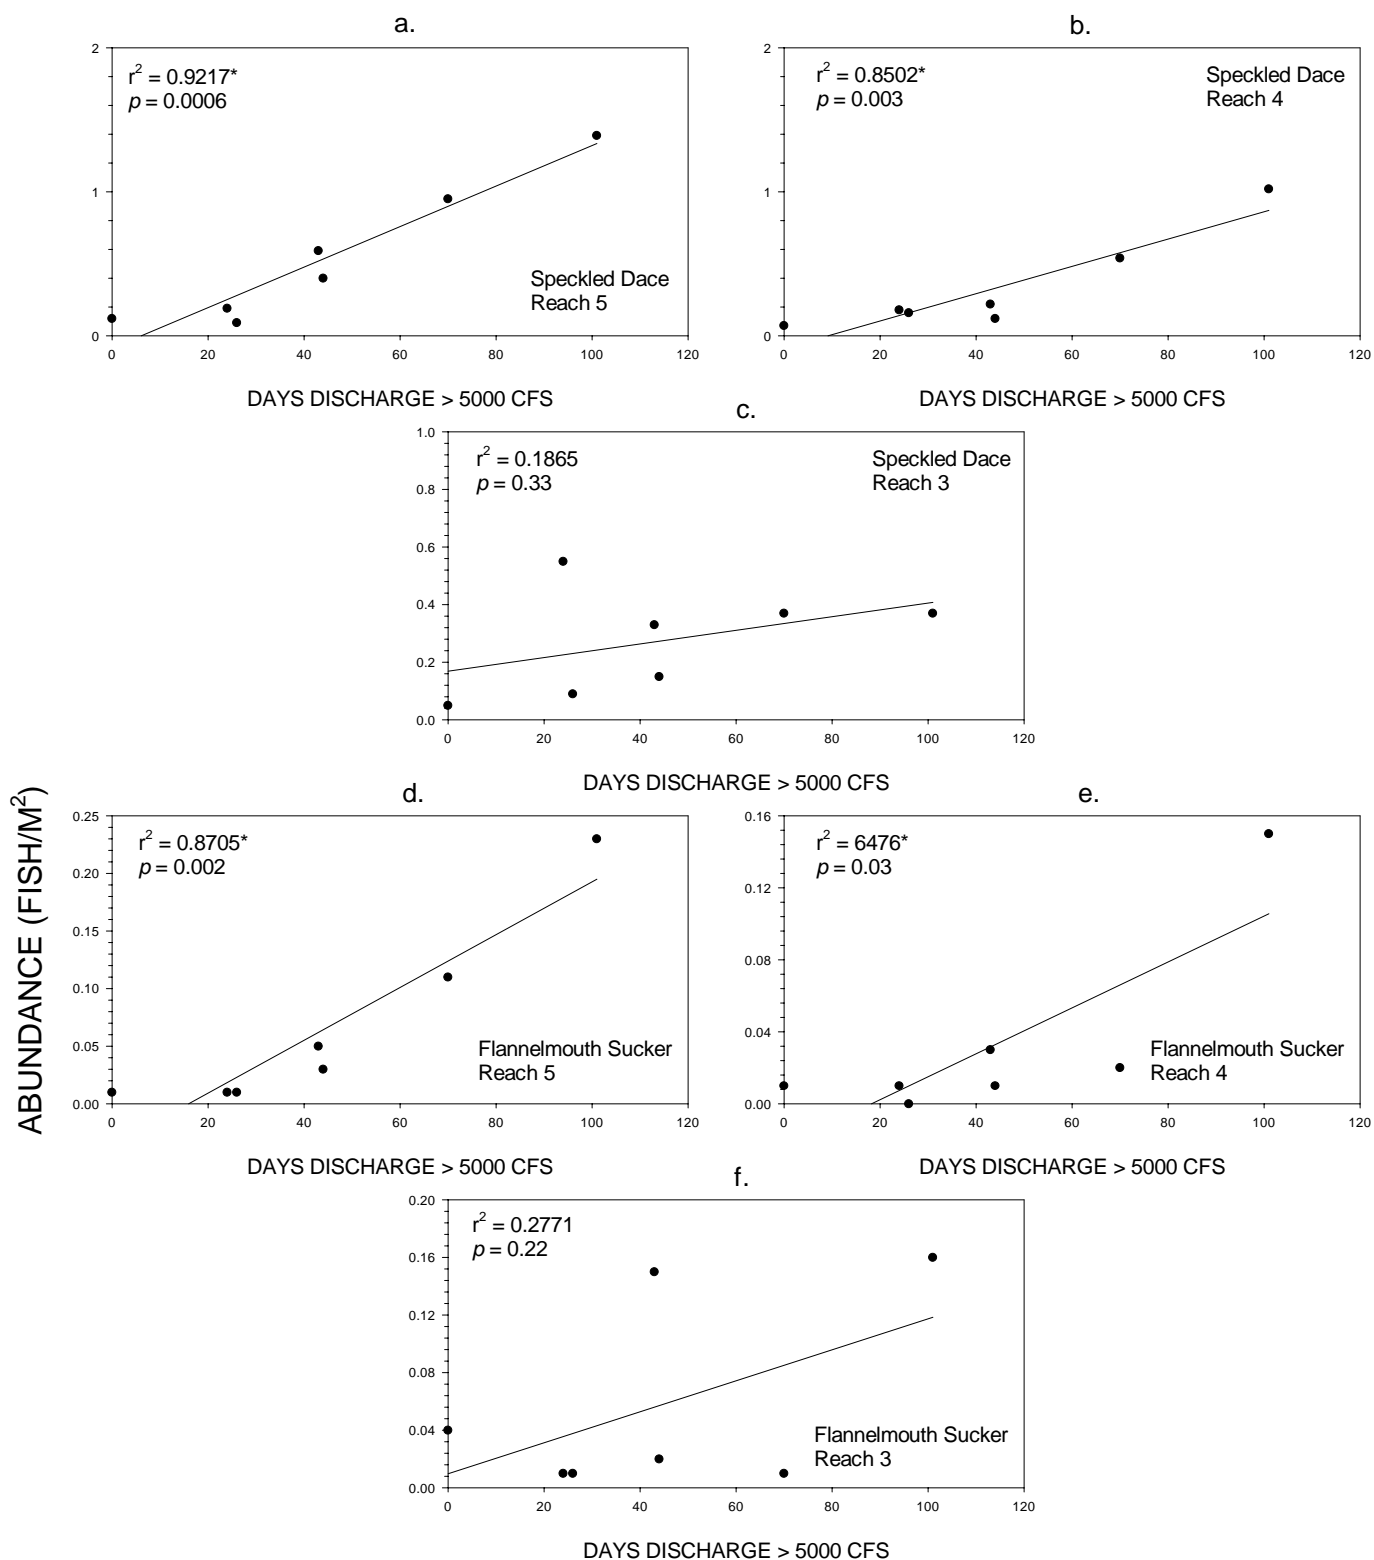 a.
r² = 0.9217*
p = 0.0006
Speckled Dace
Reach 5
2
1
0
0 20 40 60 80 100 120
DAYS DISCHARGE > 5000 CFS
b.
r² = 0.8502*
p = 0.003
Speckled Dace
Reach 4
2
1
0
0 20 40 60 80 100 120
DAYS DISCHARGE > 5000 CFS
c.
r² = 0.1865
p = 0.33
Speckled Dace
Reach 3
1.0
0.8
0.6
0.4
0.2
0.0
0 20 40 60 80 100 120
DAYS DISCHARGE > 5000 CFS
ABUNDANCE (FISH/M²)
d.
r² = 0.8705*
p = 0.002
Flannelmouth Sucker
Reach 5
0.25
0.20
0.15
0.10
0.05
0.00
0 20 40 60 80 100 120
DAYS DISCHARGE > 5000 CFS
e.
r² = 6476*
p = 0.03
Flannelmouth Sucker
Reach 4
0.16
0.12
0.08
0.04
0.00
0 20 40 60 80 100 120
DAYS DISCHARGE > 5000 CFS
f.
r² = 0.2771
p = 0.22
Flannelmouth Sucker
Reach 3
0.20
0.16
0.12
0.08
0.04
0.00
0 20 40 60 80 100 120
DAYS DISCHARGE > 5000 CFS